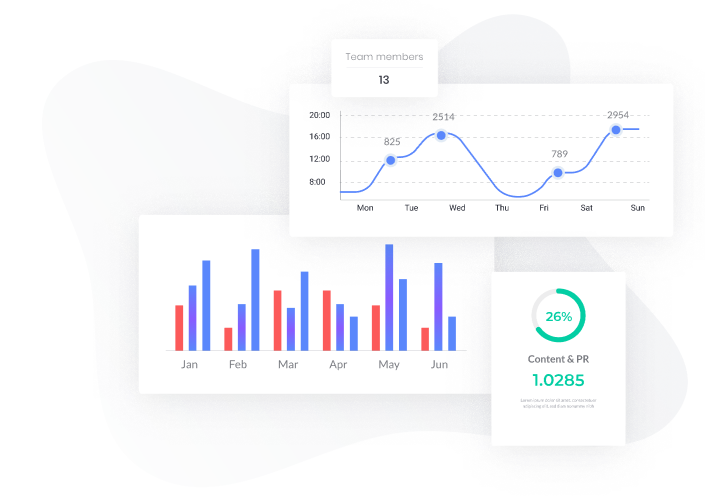 Team members
13
20:00
16:00
12:00
8:00
825
2514
789
2954
Mon Tue Wed Thu Fri Sat Sun
Jan Feb Mar Apr May Jun
26%
Content & PR
1.0285